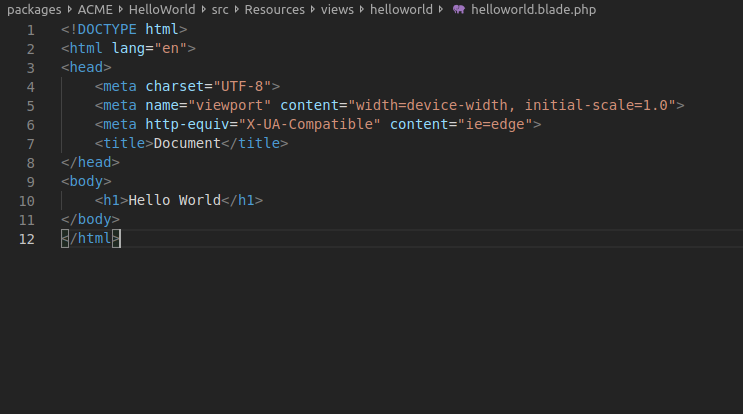 packages > ACME > HelloWorld > src > Resources > views > helloworld > helloworld.blade.php
1 <!DOCTYPE html>
2 <html lang="en">
3 <head>
4     <meta charset="UTF-8">
5     <meta name="viewport" content="width=device-width, initial-scale=1.0">
6     <meta http-equiv="X-UA-Compatible" content="ie=edge">
7     <title>Document</title>
8 </head>
9 <body>
10     <h1>Hello World</h1>
11 </body>
12 </html>